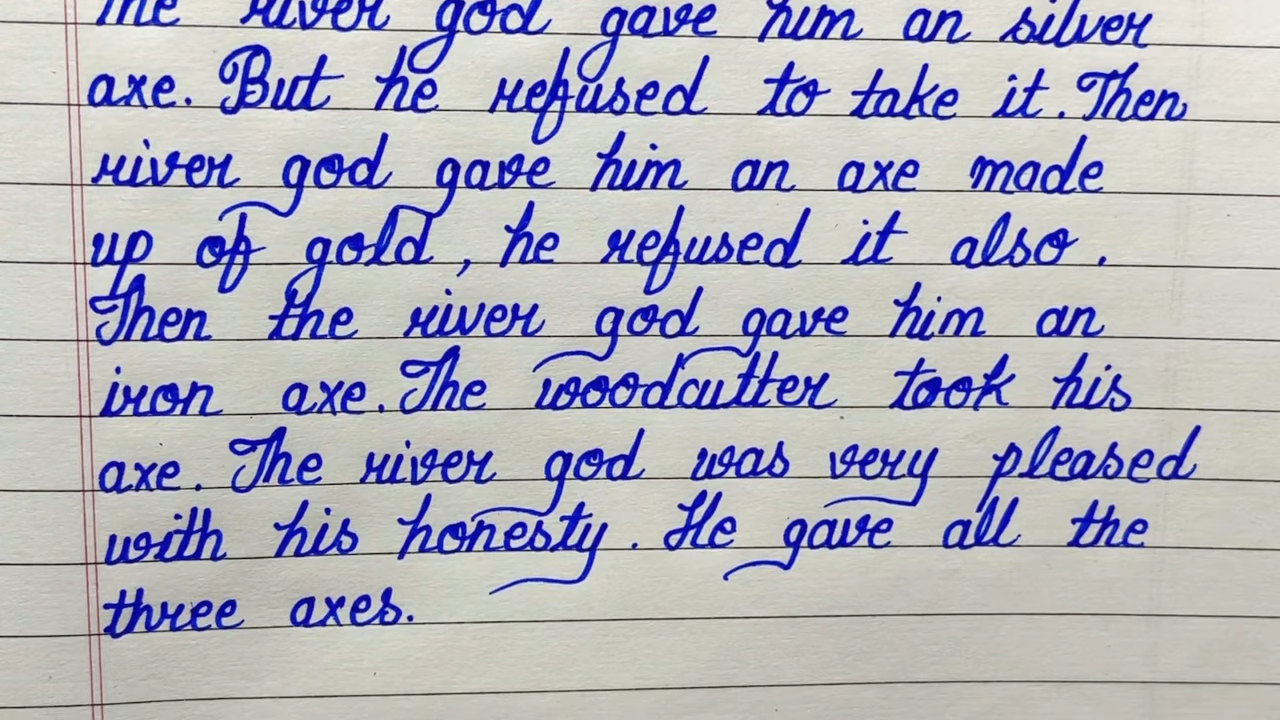 The river god gave him an silver
axe. But he refused to take it. Then
river god gave him an axe made
up of gold, he refused it also.
Then the river god gave him an
iron axe. The woodcutter took his
axe. The river god was very pleased
with his honesty. He gave all the
three axes.